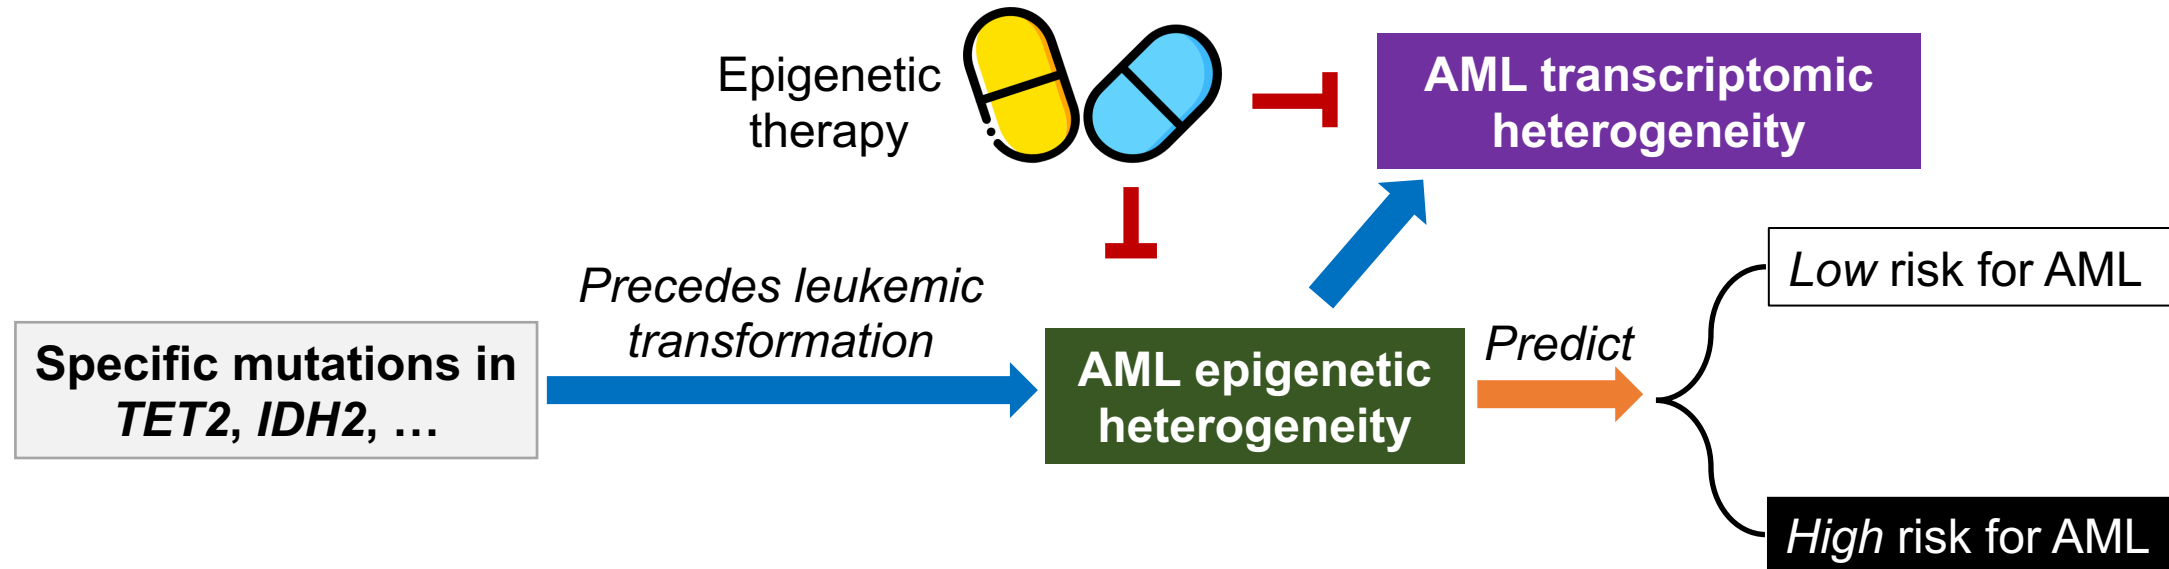 Epigenetic
therapy
AML transcriptomic
heterogeneity
Precedes leukemic
transformation
Specific mutations in
TET2, IDH2, …
AML epigenetic
heterogeneity
Predict
Low risk for AML
High risk for AML